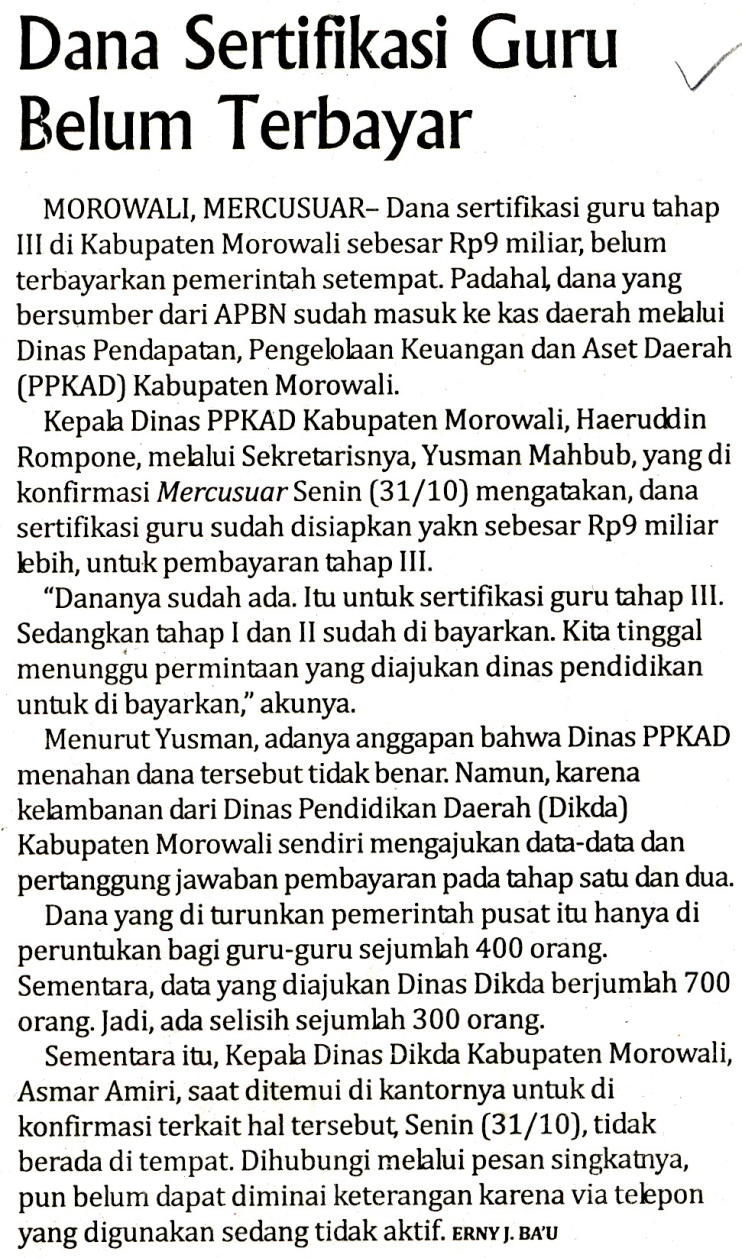 Dana Sertifikasi Guru
Belum Terbayar
MOROWALI, MERCUSUAR– Dana sertifikasi guru tahap
III di Kabupaten Morowali sebesar Rp9 miliar, belum
terbayarkan pemerintah setempat. Padahal, dana yang
bersumber dari APBN sudah masuk ke kas daerah melalui
Dinas Pendapatan, Pengelolaan Keuangan dan Aset Daerah
(PPKAD) Kabupaten Morowali.
Kepala Dinas PPKAD Kabupaten Morowali, Haeruddin
Rompone, melalui Sekretarisnya, Yusman Mahbub, yang di
konfirmasi Mercusuar Senin (31/10) mengatakan, dana
sertifikasi guru sudah disiapkan yakn sebesar Rp9 miliar
lebih, untuk pembayaran tahap III.
“Dananya sudah ada. Itu untuk sertifikasi guru tahap III.
Sedangkan tahap I dan II sudah di bayarkan. Kita tinggal
menunggu permintaan yang diajukan dinas pendidikan
untuk di bayarkan,” akunya.
Menurut Yusman, adanya anggapan bahwa Dinas PPKAD
menahan dana tersebut tidak benar. Namun, karena
kelambanan dari Dinas Pendidikan Daerah (Dikda)
Kabupaten Morowali sendiri mengajukan data-data dan
pertanggung jawaban pembayaran pada tahap satu dan dua.
Dana yang di turunkan pemerintah pusat itu hanya di
peruntukan bagi guru-guru sejumlah 400 orang.
Sementara, data yang diajukan Dinas Dikda berjumlah 700
orang. Jadi, ada selisih sejumlah 300 orang.
Sementara itu, Kepala Dinas Dikda Kabupaten Morowali,
Asmar Amiri, saat ditemui di kantornya untuk di
konfirmasi terkait hal tersebut, Senin (31/10), tidak
berada di tempat. Dihubungi melalui pesan singkatnya,
pun belum dapat diminai keterangan karena via telepon
yang digunakan sedang tidak aktif. ERNY J. BA’U